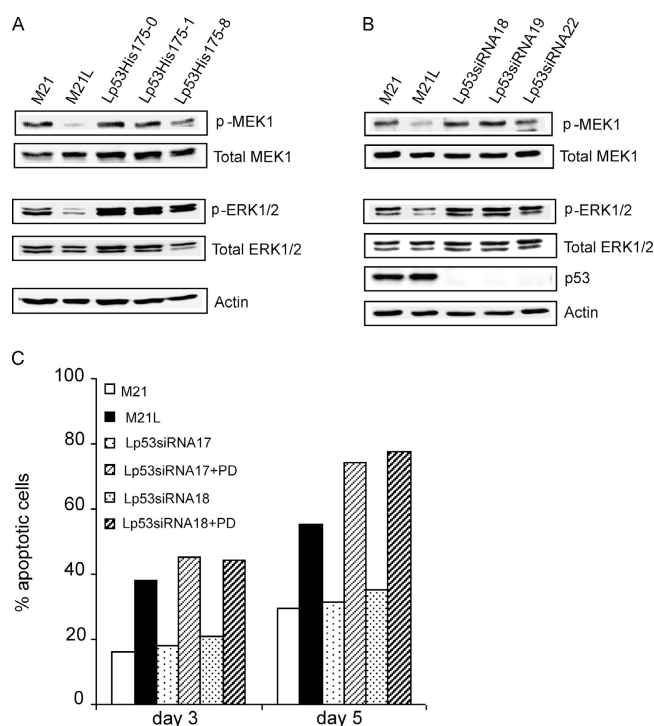 A
M21
M21L
Lp53His175-0
Lp53His175-1
Lp53His175-8
p-MEK1
Total MEK1
p-ERK1/2
Total ERK1/2
Actin
B
M21
M21L
Lp53siRNA18
Lp53siRNA19
Lp53siRNA22
p-MEK1
Total MEK1
p-ERK1/2
Total ERK1/2
p53
Actin
C
% apoptotic cells
100
80
60
40
20
0
M21
M21L
Lp53siRNA17
Lp53siRNA17+PD
Lp53siRNA18
Lp53siRNA18+PD
day 3
day 5